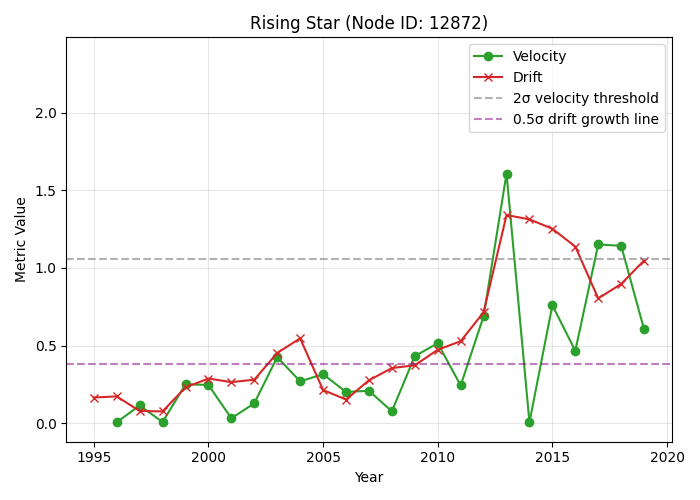 Rising Star (Node ID: 12872)
Velocity
Drift
2σ velocity threshold
0.5σ drift growth line
Metric Value
2.0
1.5
1.0
0.5
0.0
1995 2000 2005 2010 2015 2020
Year